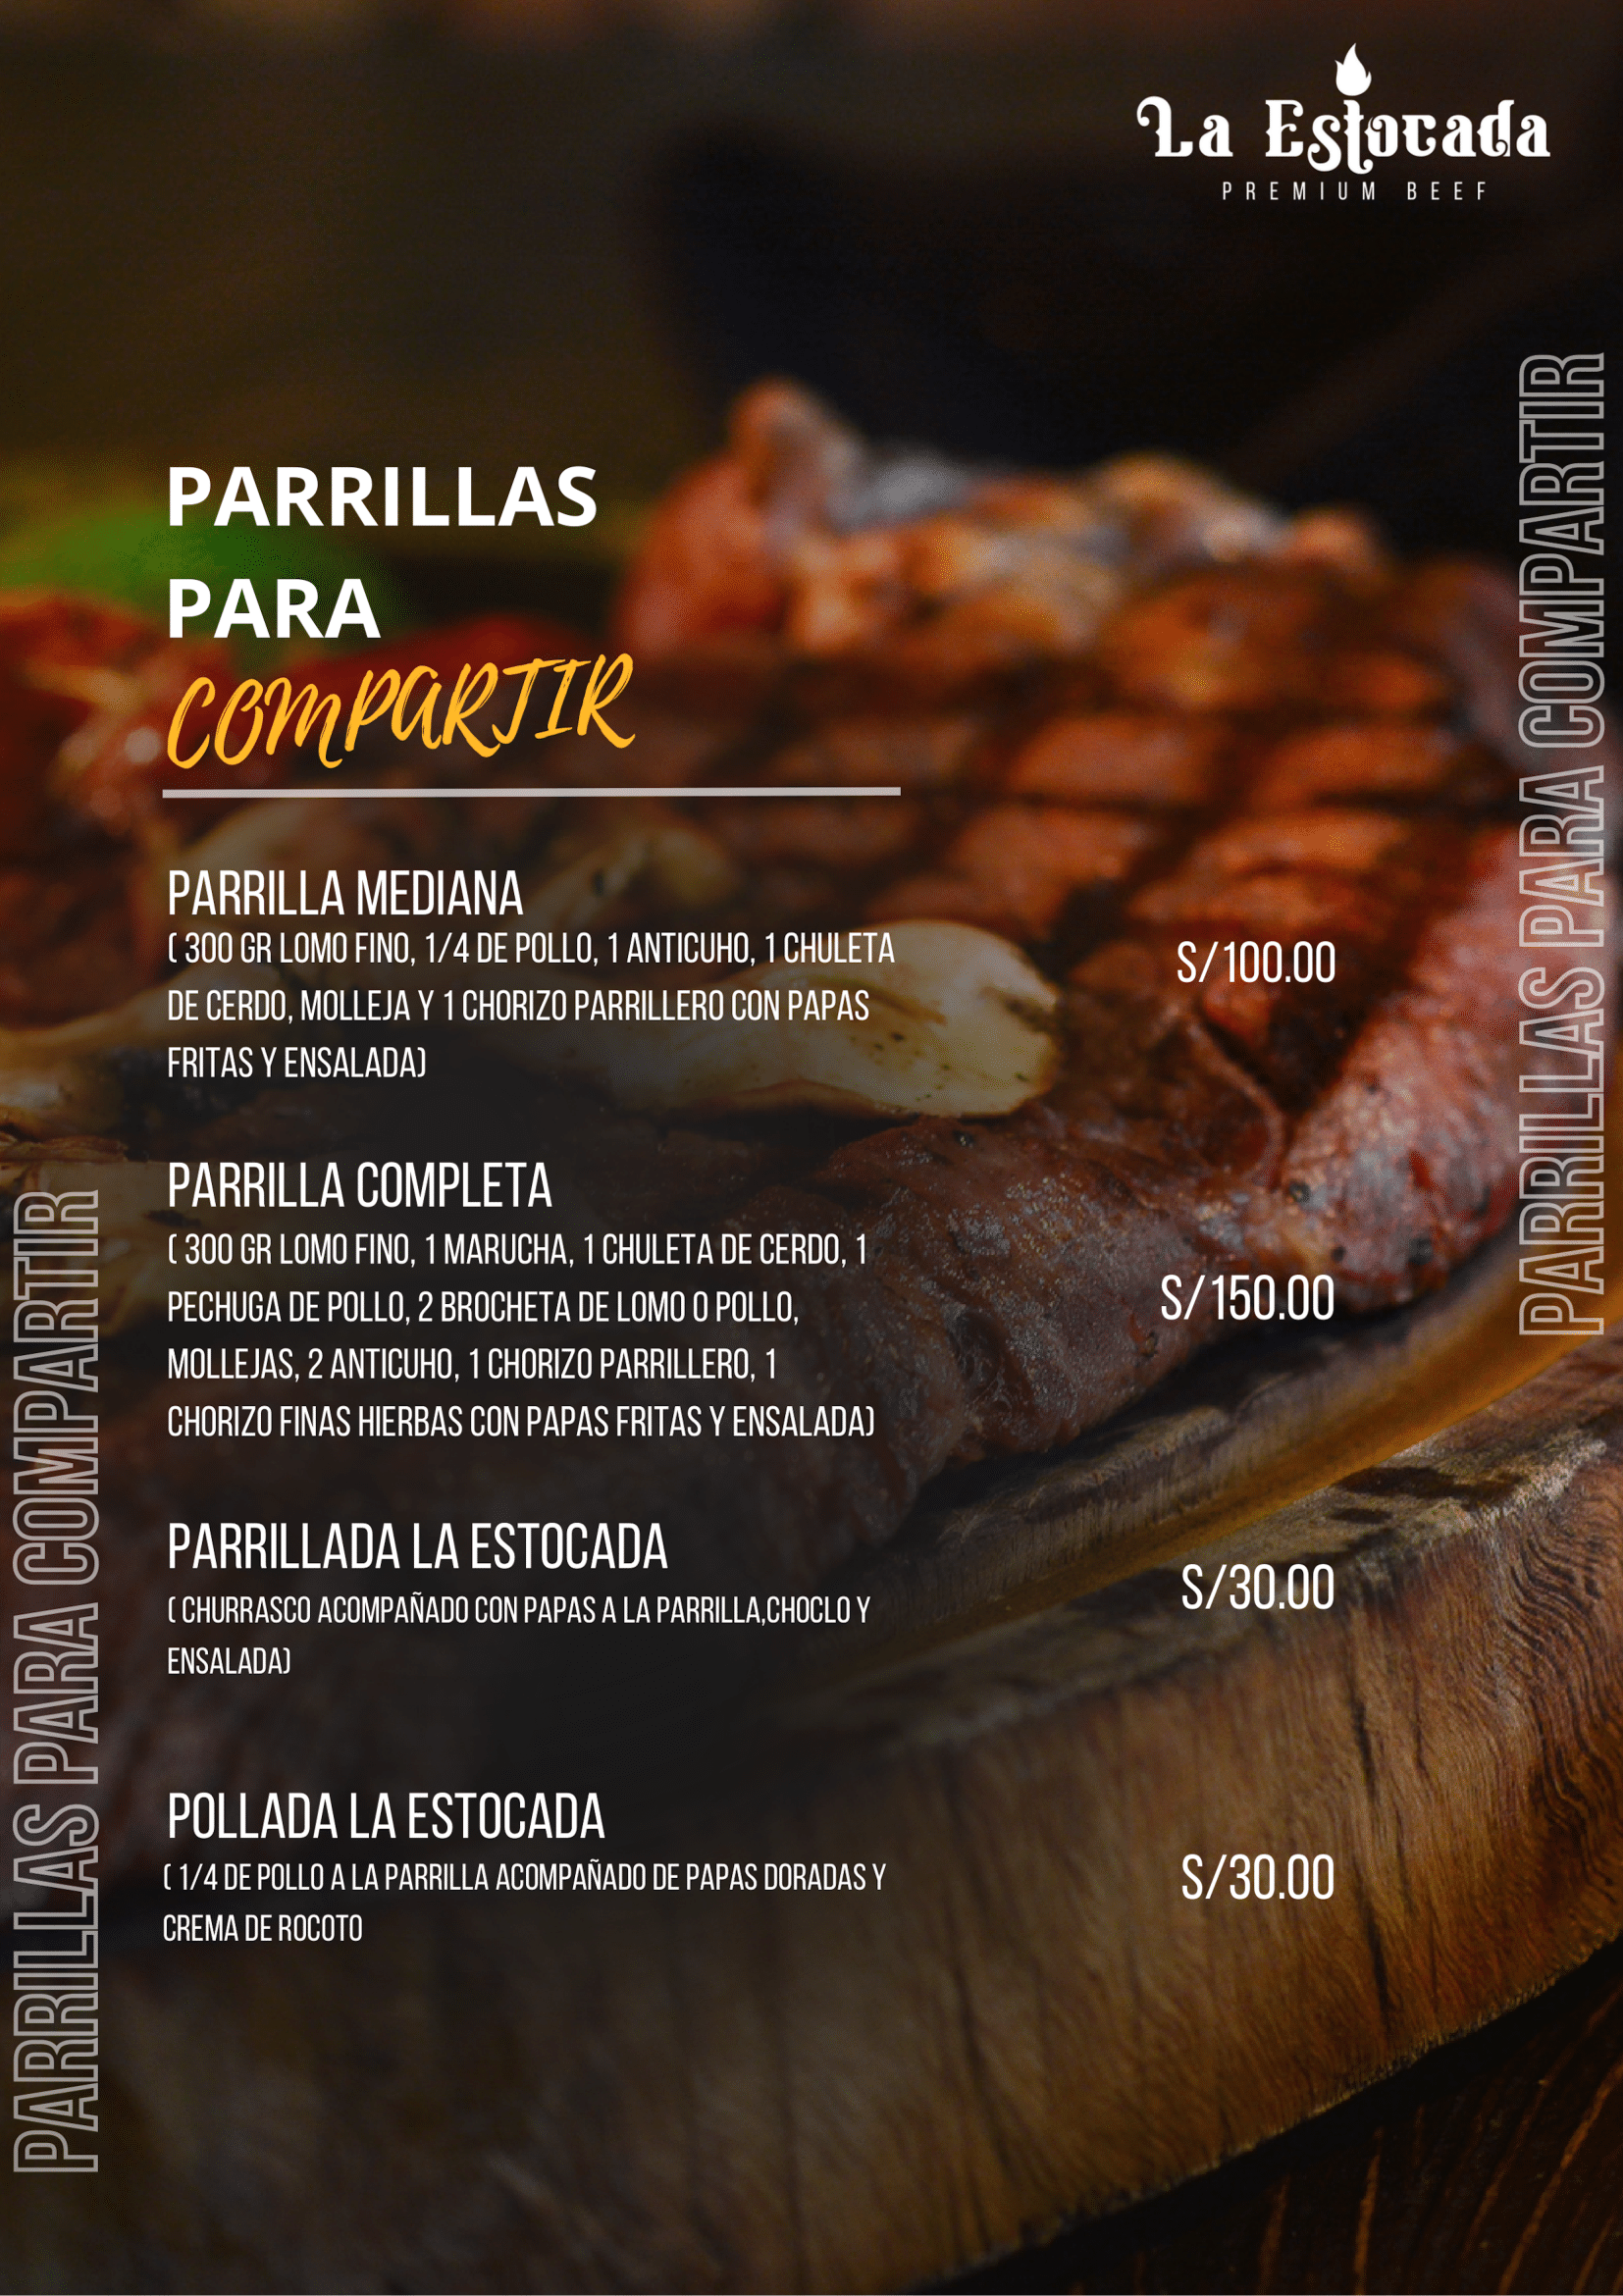 La Estocada
PREMIUM BEEF
PARRILLAS
PARA
COMPARTIR
PARRILLA MEDIANA
( 300 GR LOMO FINO, 1/4 DE POLLO, 1 ANTICUHO, 1 CHULETA
DE CERDO, MOLLEJA Y 1 CHORIZO PARRILLERO CON PAPAS
FRITAS Y ENSALADA)
S/100.00
PARRILLA COMPLETA
( 300 GR LOMO FINO, 1 MARUCHA, 1 CHULETA DE CERDO, 1
PECHUGA DE POLLO, 2 BROCHETA DE LOMO O POLLO,
MOLLEJAS, 2 ANTICUHO, 1 CHORIZO PARRILLERO, 1
CHORIZO FINAS HIERBAS CON PAPAS FRITAS Y ENSALADA)
S/150.00
PARRILLADA LA ESTOCADA
( CHURRASCO ACOMPAÑADO CON PAPAS A LA PARRILLA,CHOCLO Y
ENSALADA)
S/30.00
POLLADA LA ESTOCADA
( 1/4 DE POLLO A LA PARRILLA ACOMPAÑADO DE PAPAS DORADAS Y
CREMA DE ROCOTO
S/30.00
PARRILLAS PARA COMPARTIR
PARRILLAS PARA COMPARTIR